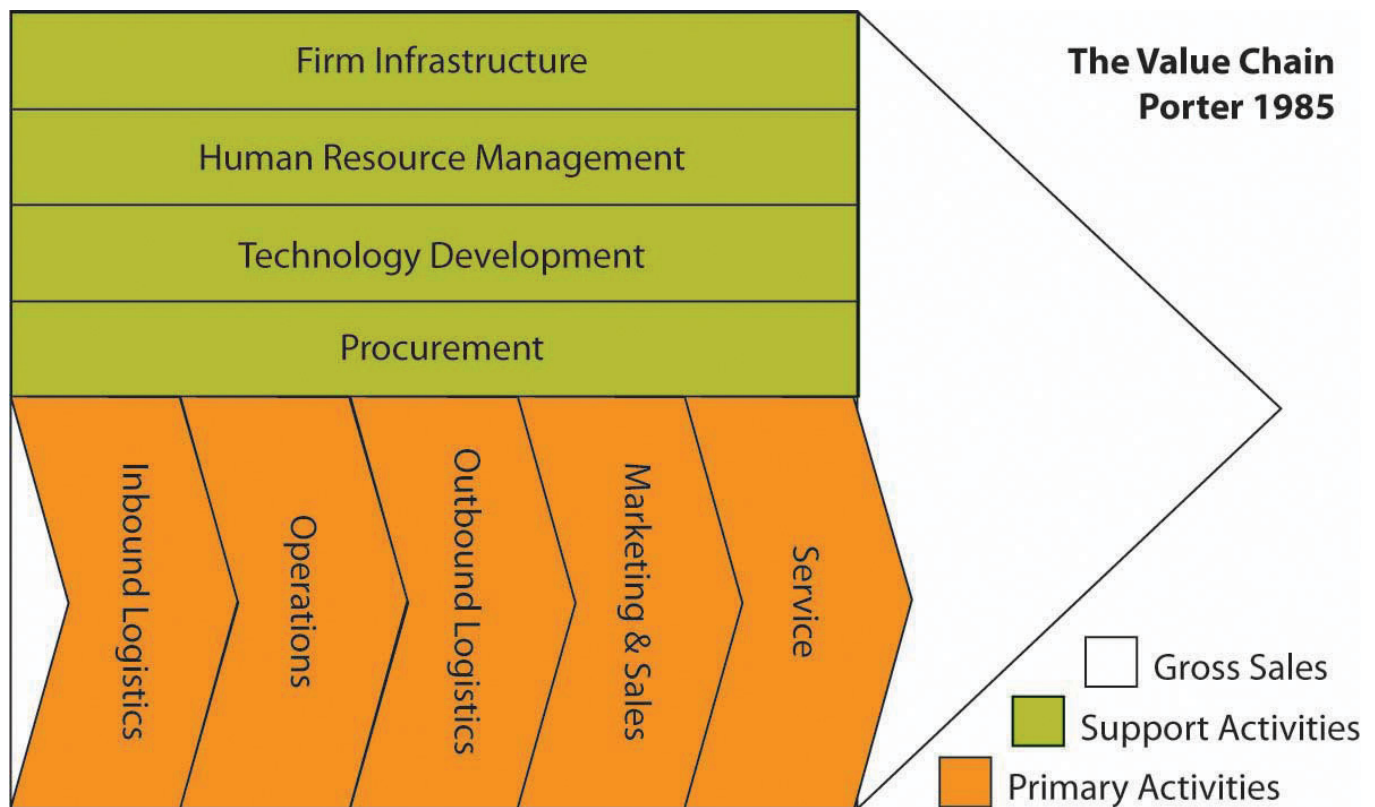 Firm Infrastructure
Human Resource Management
Technology Development
Procurement
Inbound Logistics
Operations
Outbound Logistics
Marketing & Sales
Service
The Value Chain
Porter 1985
Gross Sales
Support Activities
Primary Activities